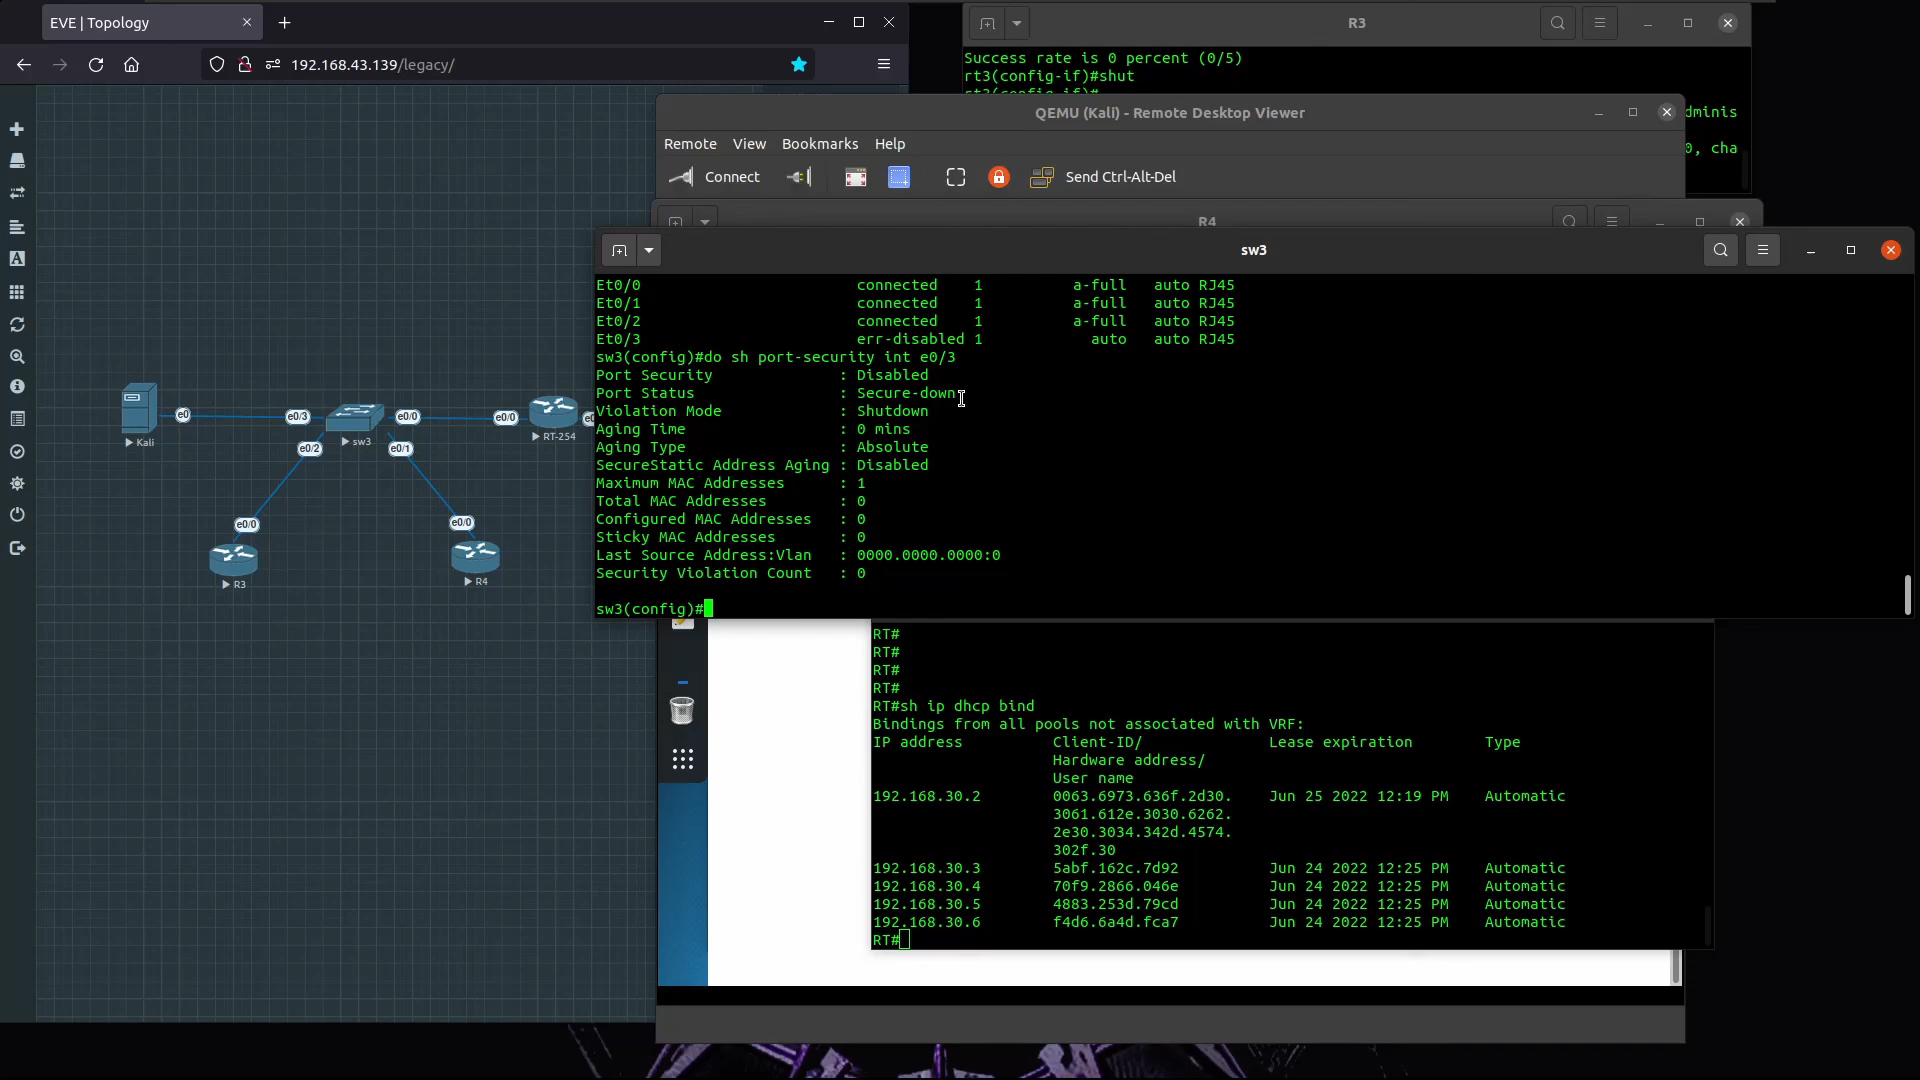 EVE | Topology
192.168.43.139/legacy/
Kali
e0
e0/3
sw3
e0/0
e0/0
RT-254
e0/2
e0/1
e0/0
R3
e0/0
R4
R3
Success rate is 0 percent (0/5)
rt3(config-if)#shut
rt3(config-if)#
dminis
0, cha
QEMU (Kali) - Remote Desktop Viewer
Remote View Bookmarks Help
Connect
Send Ctrl-Alt-Del
R4
sw3
Et0/0 connected 1 a-full auto RJ45
Et0/1 connected 1 a-full auto RJ45
Et0/2 connected 1 a-full auto RJ45
Et0/3 err-disabled 1 auto auto RJ45
sw3(config)#do sh port-security int e0/3
Port Security : Disabled
Port Status : Secure-down
Violation Mode : Shutdown
Aging Time : 0 mins
Aging Type : Absolute
SecureStatic Address Aging : Disabled
Maximum MAC Addresses : 1
Total MAC Addresses : 0
Configured MAC Addresses : 0
Sticky MAC Addresses : 0
Last Source Address:Vlan : 0000.0000.0000:0
Security Violation Count : 0
sw3(config)#
RT#
RT#
RT#
RT#
RT#sh ip dhcp bind
Bindings from all pools not associated with VRF:
IP address Client-ID/ Lease expiration Type
Hardware address/
User name
192.168.30.2 0063.6973.636f.2d30. Jun 25 2022 12:19 PM Automatic
3061.612e.3030.6262.
2e30.3034.342d.4574.
302f.30
192.168.30.3 5abf.162c.7d92 Jun 24 2022 12:25 PM Automatic
192.168.30.4 70f9.2866.046e Jun 24 2022 12:25 PM Automatic
192.168.30.5 4883.253d.79cd Jun 24 2022 12:25 PM Automatic
192.168.30.6 f4d6.6a4d.fca7 Jun 24 2022 12:25 PM Automatic
RT#